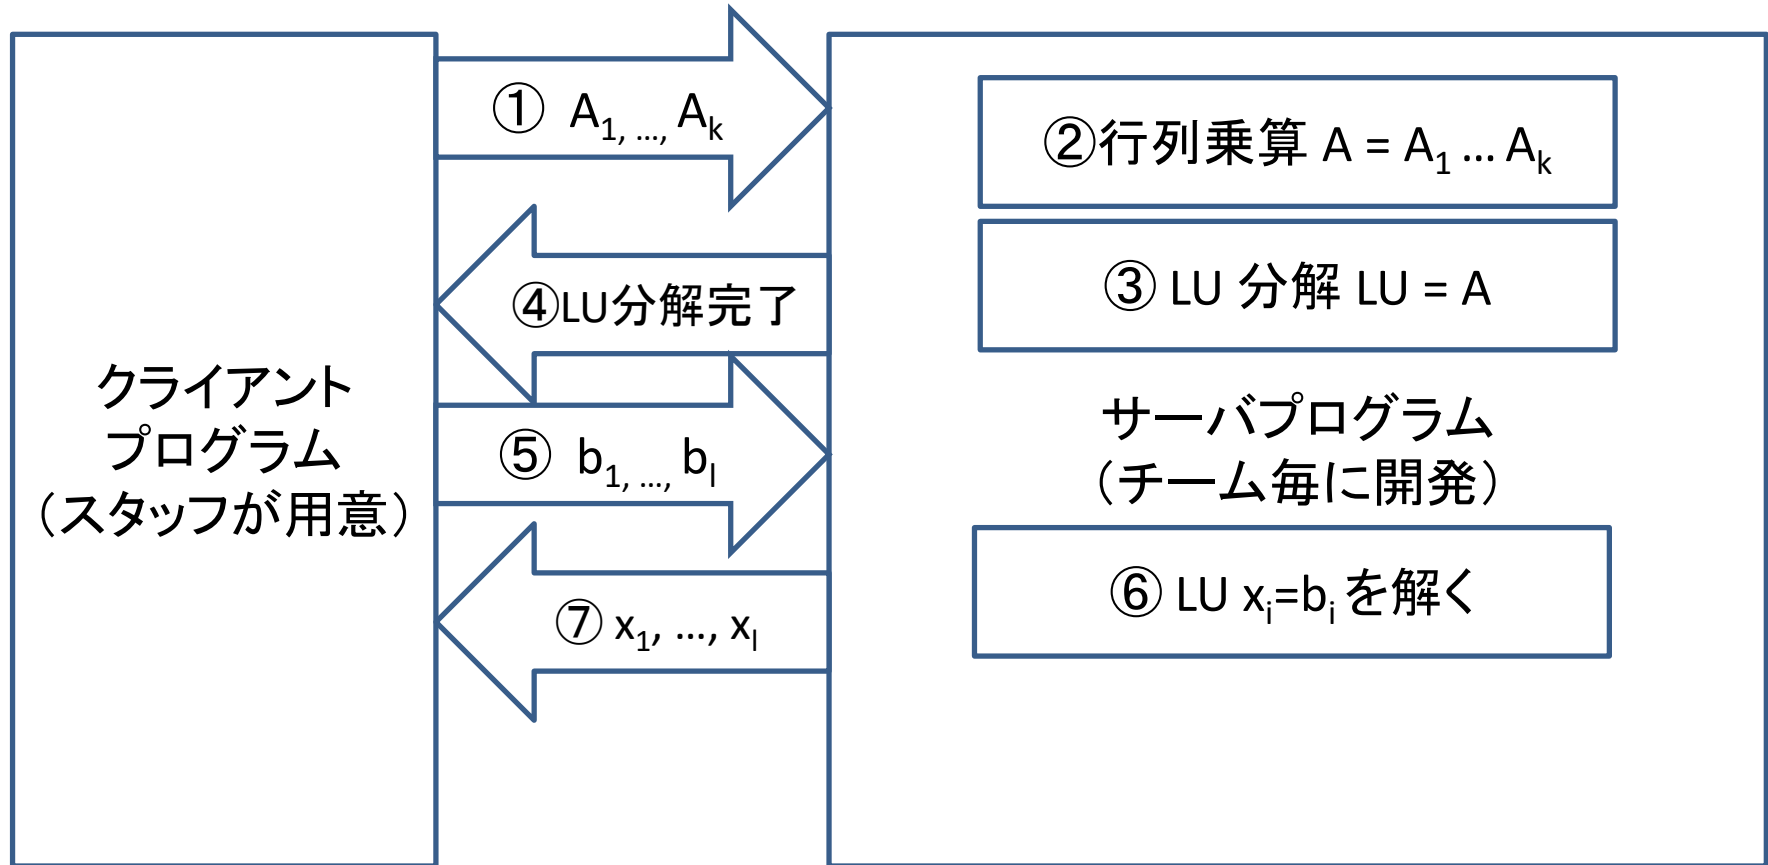 ① A1, ..., Ak
②行列乗算 A = A1 ... Ak
③ LU 分解 LU = A
④LU分解完了
クライアント
プログラム
（スタッフが用意）
サーバプログラム
（チーム毎に開発）
⑤ b1, ..., bl
⑥ LU xi=bi を解く
⑦ x1, ..., xl